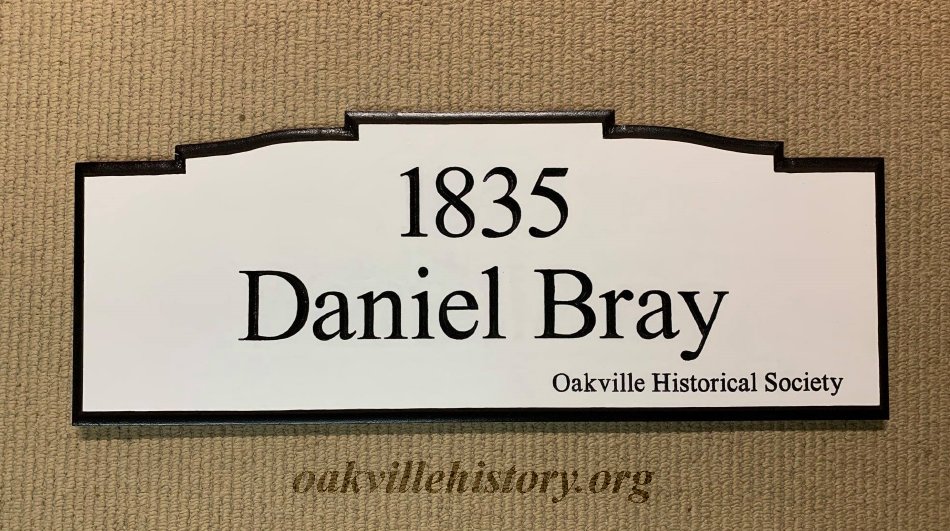 1835
Daniel Bray
Oakville Historical Society
oakvillehistory.org